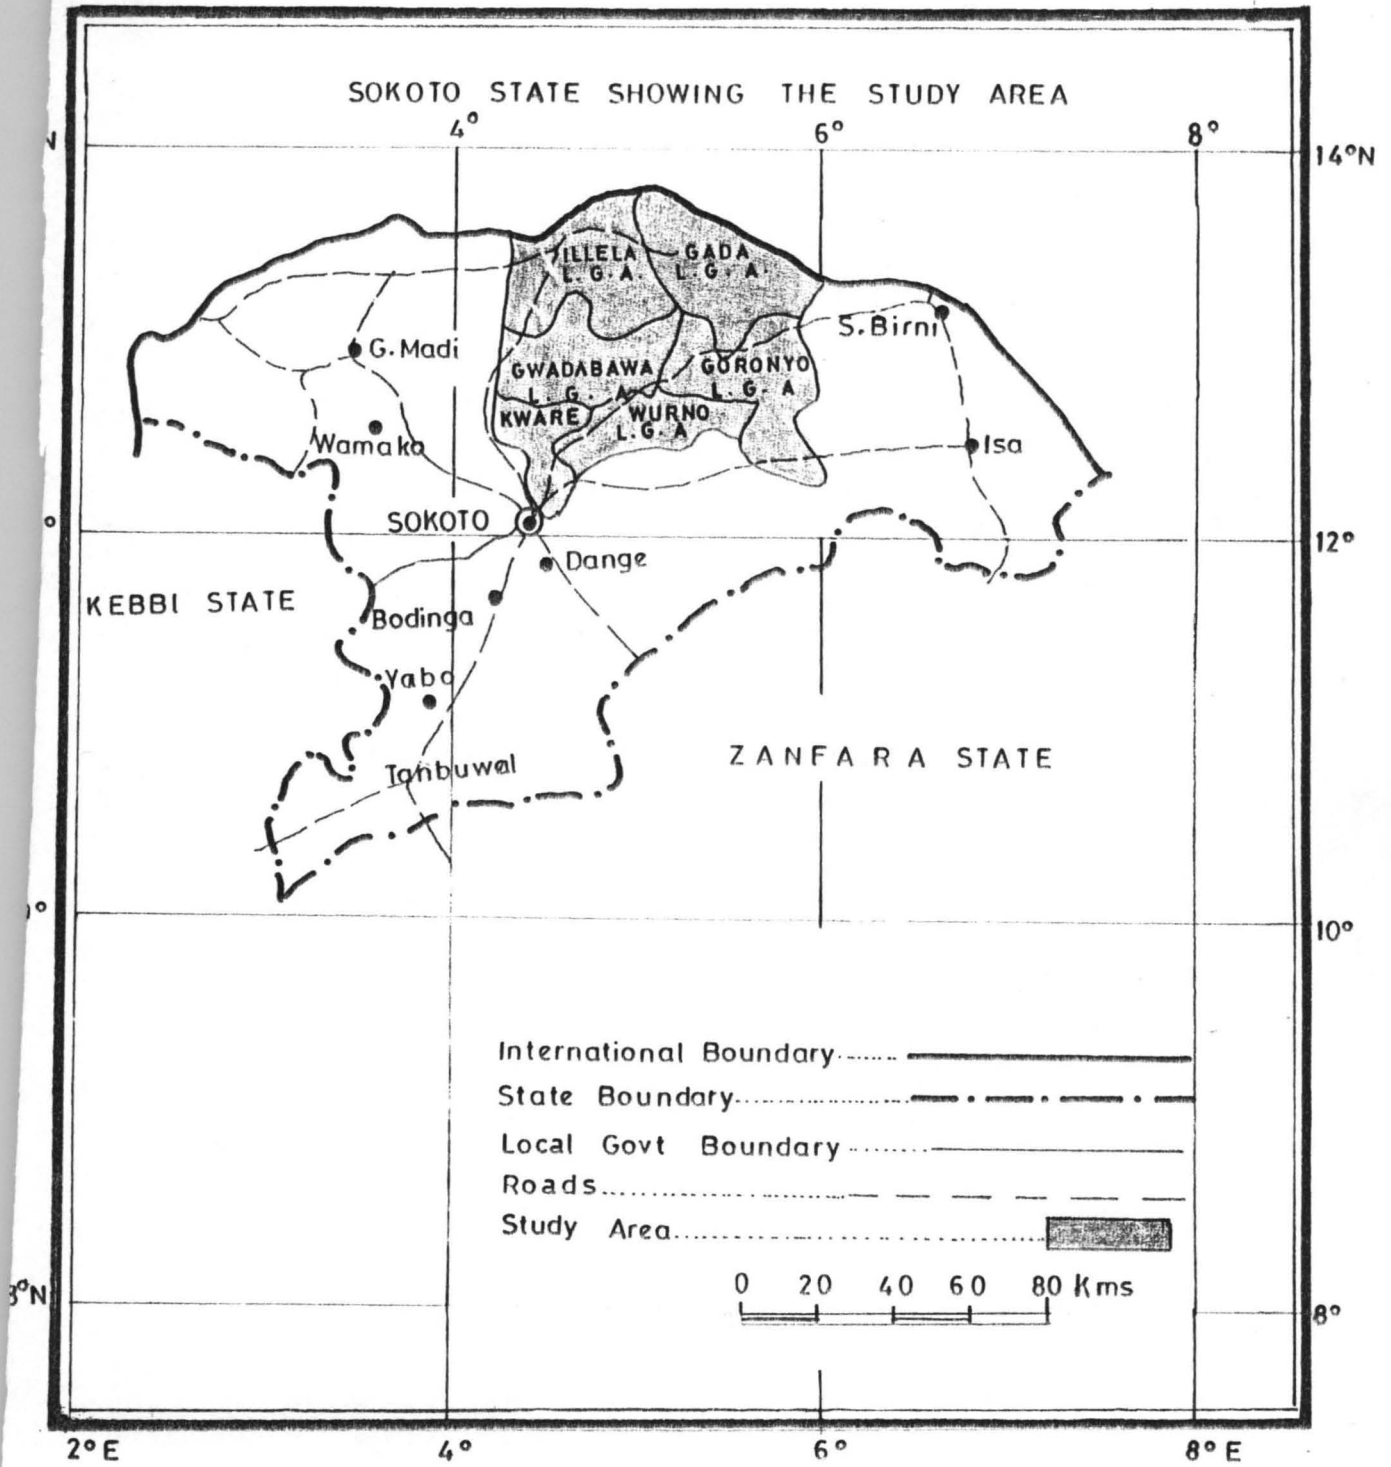 SOKOTO STATE SHOWING THE STUDY AREA
4° 6° 8°
14°N
ILLELA
L.G.A.
GADA
L.G.A.
S.Birni
G.Madi
GWADABAWA
L.G.A
GORONYO
L.G.A
KWARE
WURNO
L.G.A
Wamako
Isa
SOKOTO
12°
Dange
KEBBI STATE
Bodinga
Yabo
ZANFARA STATE
Tanbuwal
10°
International Boundary
State Boundary
Local Govt Boundary
Roads
Study Area
0 20 40 60 80 Kms
8°
2°E 4° 6° 8°E